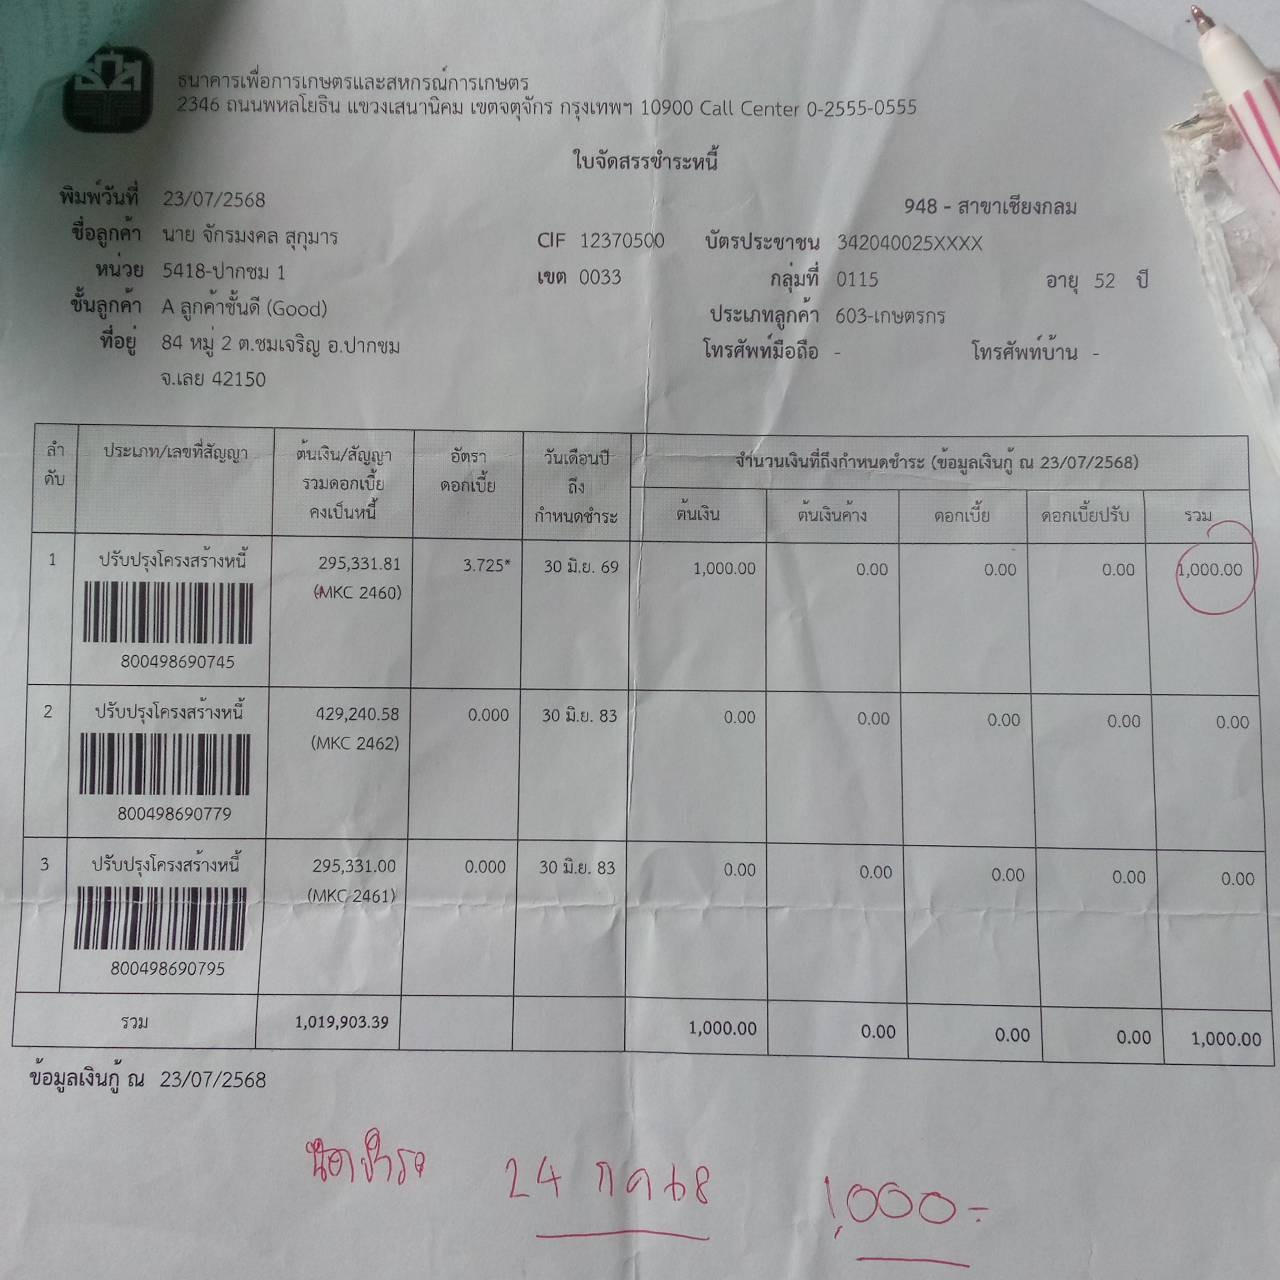 ธกส
ธนาคารเพื่อการเกษตรและสหกรณ์การเกษตร
2346 ถนนพหลโยธิน แขวงเสนานิคม เขตจตุจักร กรุงเทพฯ 10900 Call Center 0-2555-0555
ใบจัดสรรชำระหนี้
พิมพ์วันที่ 23/07/2568 948 - สาขาเชียงกลม
ชื่อลูกค้า นาย จักรมงคล สุกุมาร CIF 12370500 บัตรประชาชน 342040025XXXX
หน่วย 5418-ปากชม 1 เขต 0033 กลุ่มที่ 0115 อายุ 52 ปี
ชั้นลูกค้า A ลูกค้าชั้นดี (Good) ประเภทลูกค้า 603-เกษตรกร
ที่อยู่ 84 หมู่ 2 ต.ชมเจริญ อ.ปากชม โทรศัพท์มือถือ - โทรศัพท์บ้าน -
จ.เลย 42150
ลำดับ ประเภท/เลขที่สัญญา ต้นเงิน/สัญญา รวมดอกเบี้ย คงเป็นหนี้ อัตราดอกเบี้ย วันเดือนปี ถึง กำหนดชำระ จำนวนเงินที่ถึงกำหนดชำระ (ข้อมูลเงินกู้ ณ 23/07/2568)
ต้นเงิน ต้นเงินค้าง ดอกเบี้ย ดอกเบี้ยปรับ รวม
1 ปรับปรุงโครงสร้างหนี้ 295,331.81 3.725* 30 มิ.ย. 69 1,000.00 0.00 0.00 0.00 1,000.00
(MKC 2460)
800498690745
2 ปรับปรุงโครงสร้างหนี้ 429,240.58 0.000 30 มิ.ย. 83 0.00 0.00 0.00 0.00 0.00
(MKC 2462)
800498690779
3 ปรับปรุงโครงสร้างหนี้ 295,331.00 0.000 30 มิ.ย. 83 0.00 0.00 0.00 0.00 0.00
(MKC 2461)
800498690795
รวม 1,019,903.39 1,000.00 0.00 0.00 0.00 1,000.00
ข้อมูลเงินกู้ ณ 23/07/2568
นัดชำระ 24 กค 68 1,000-